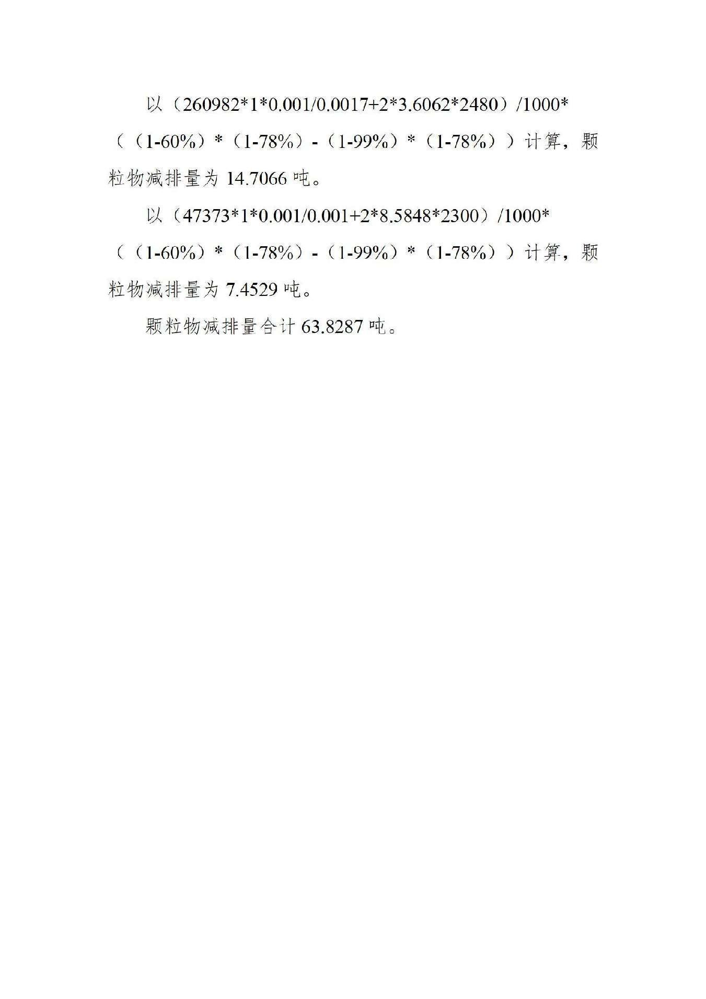 以（260982*1*0.001/0.0017+2*3.6062*2480）/1000*
（（1-60%）*（1-78%）-（1-99%）*（1-78%））计算，颗
粒物减排量为 14.7066 吨。
以（47373*1*0.001/0.001+2*8.5848*2300）/1000*
（（1-60%）*（1-78%）-（1-99%）*（1-78%））计算，颗
粒物减排量为 7.4529 吨。
颗粒物减排量合计 63.8287 吨。